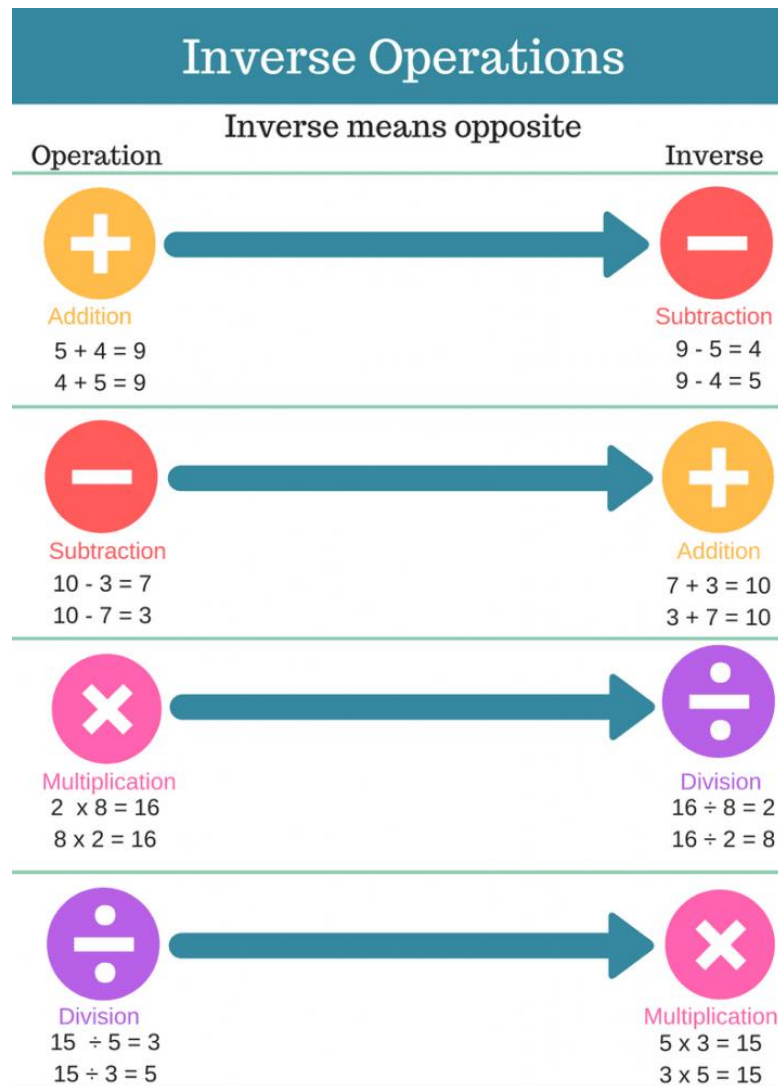 Inverse Operations
Inverse means opposite
Operation
Inverse
Addition
5 + 4 = 9
4 + 5 = 9
Subtraction
9 - 5 = 4
9 - 4 = 5
Subtraction
10 - 3 = 7
10 - 7 = 3
Addition
7 + 3 = 10
3 + 7 = 10
Multiplication
2 x 8 = 16
8 x 2 = 16
Division
16 ÷ 8 = 2
16 ÷ 2 = 8
Division
15 ÷ 5 = 3
15 ÷ 3 = 5
Multiplication
5 x 3 = 15
3 x 5 = 15